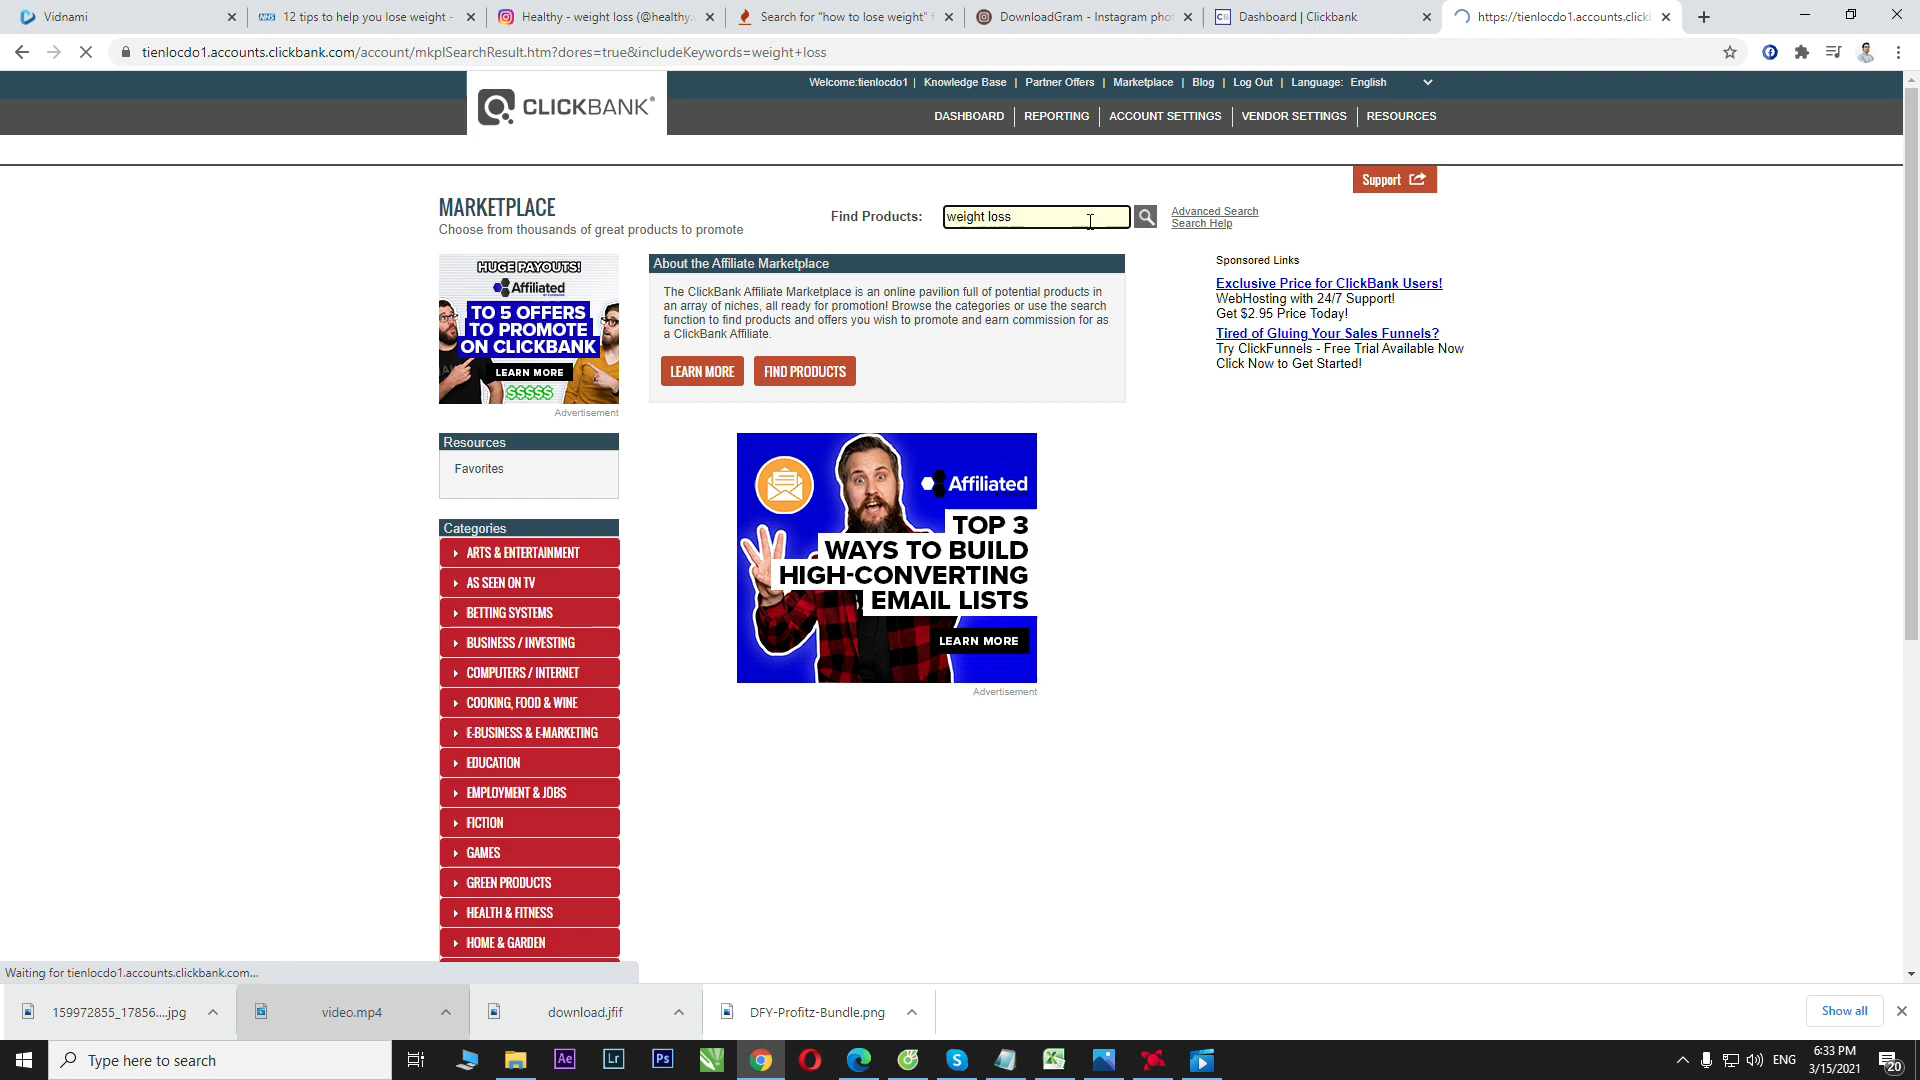 Vidnami
12 tips to help you lose weight -
Healthy - weight loss (@healthy.
Search for "how to lose weight" f
DownloadGram - Instagram phot
Dashboard | Clickbank
https://tienlocdo1.accounts.click
tienlocdo1.accounts.clickbank.com/account/mkplSearchResult.htm?dores=true&includeKeywords=weight+loss
Welcome:tienlocdo1 | Knowledge Base | Partner Offers | Marketplace | Blog | Log Out | Language: English
CLICKBANK®
DASHBOARD | REPORTING | ACCOUNT SETTINGS | VENDOR SETTINGS | RESOURCES
Support
MARKETPLACE
Choose from thousands of great products to promote
Find Products: weight loss
Advanced Search
Search Help
HUGE PAYOUTS!
Affiliated
TO 5 OFFERS
TO PROMOTE
ON CLICKBANK
LEARN MORE
$$$$$
Advertisement
About the Affiliate Marketplace
The ClickBank Affiliate Marketplace is an online pavilion full of potential products in
an array of niches, all ready for promotion! Browse the categories or use the search
function to find products and offers you wish to promote and earn commission for as
a ClickBank Affiliate.
LEARN MORE
FIND PRODUCTS
Sponsored Links
Exclusive Price for ClickBank Users!
WebHosting with 24/7 Support!
Get $2.95 Price Today!
Tired of Gluing Your Sales Funnels?
Try ClickFunnels - Free Trial Available Now
Click Now to Get Started!
Resources
Favorites
Affiliated
TOP 3
WAYS TO BUILD
HIGH-CONVERTING
EMAIL LISTS
LEARN MORE
Advertisement
Categories
ARTS & ENTERTAINMENT
AS SEEN ON TV
BETTING SYSTEMS
BUSINESS / INVESTING
COMPUTERS / INTERNET
COOKING, FOOD & WINE
E-BUSINESS & E-MARKETING
EDUCATION
EMPLOYMENT & JOBS
FICTION
GAMES
GREEN PRODUCTS
HEALTH & FITNESS
HOME & GARDEN
Waiting for tienlocdo1.accounts.clickbank.com...
159972855_17856....jpg
video.mp4
download.jfif
DFY-Profitz-Bundle.png
Show all
Type here to search
Ae
Lr
Ps
ENG
6:33 PM
3/15/2021
20